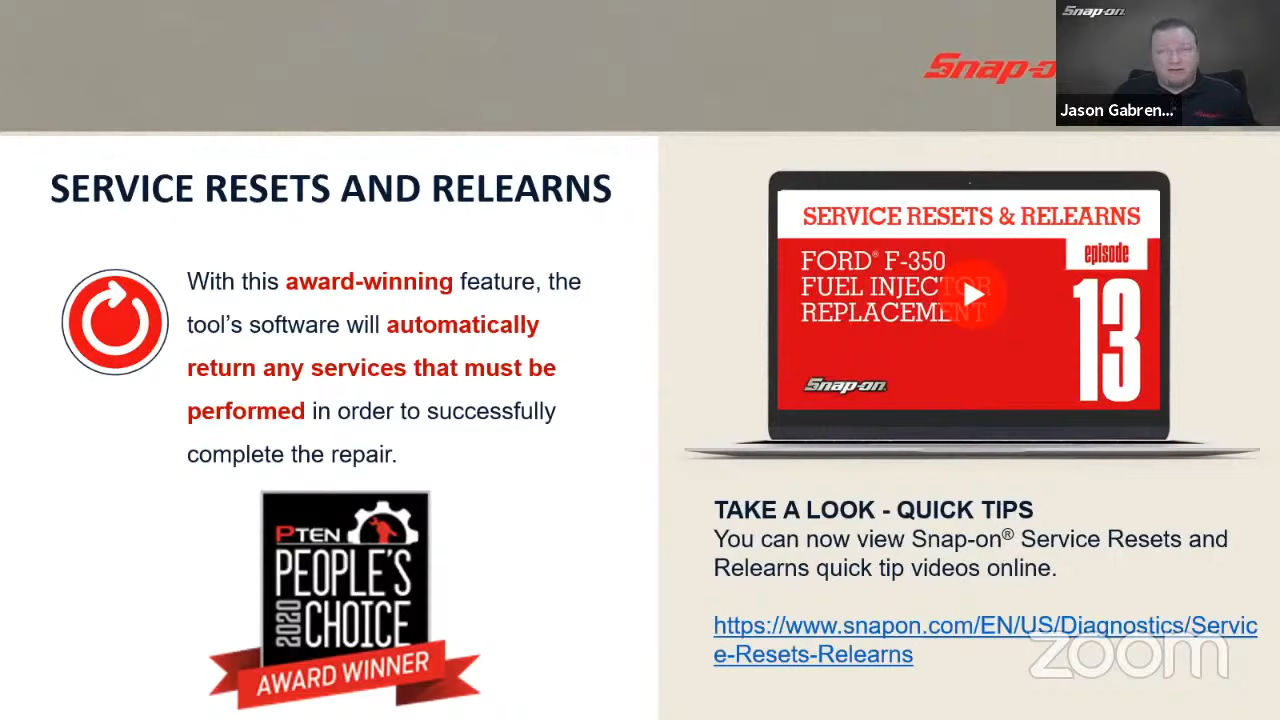 Snap-on
Snap-o
Jason Gabren...
SERVICE RESETS AND RELEARNS
With this award-winning feature, the
tool's software will automatically
return any services that must be
performed in order to successfully
complete the repair.
PTEN
PEOPLE'S
2020 CHOICE
AWARD WINNER
SERVICE RESETS & RELEARNS
episode
13
FORD® F-350
FUEL INJECTOR
REPLACEMENT
Snap-on
TAKE A LOOK - QUICK TIPS
You can now view Snap-on® Service Resets and
Relearns quick tip videos online.
https://www.snapon.com/EN/US/Diagnostics/Servic
e-Resets-Relearns
zoom